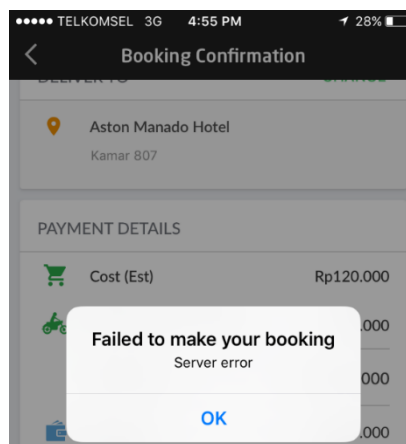 TELKOMSEL 3G 4:55 PM 28%
Booking Confirmation
Aston Manado Hotel
Kamar 807
PAYMENT DETAILS
Cost (Est) Rp120.000
.000
Failed to make your booking
Server error
000
OK
.000